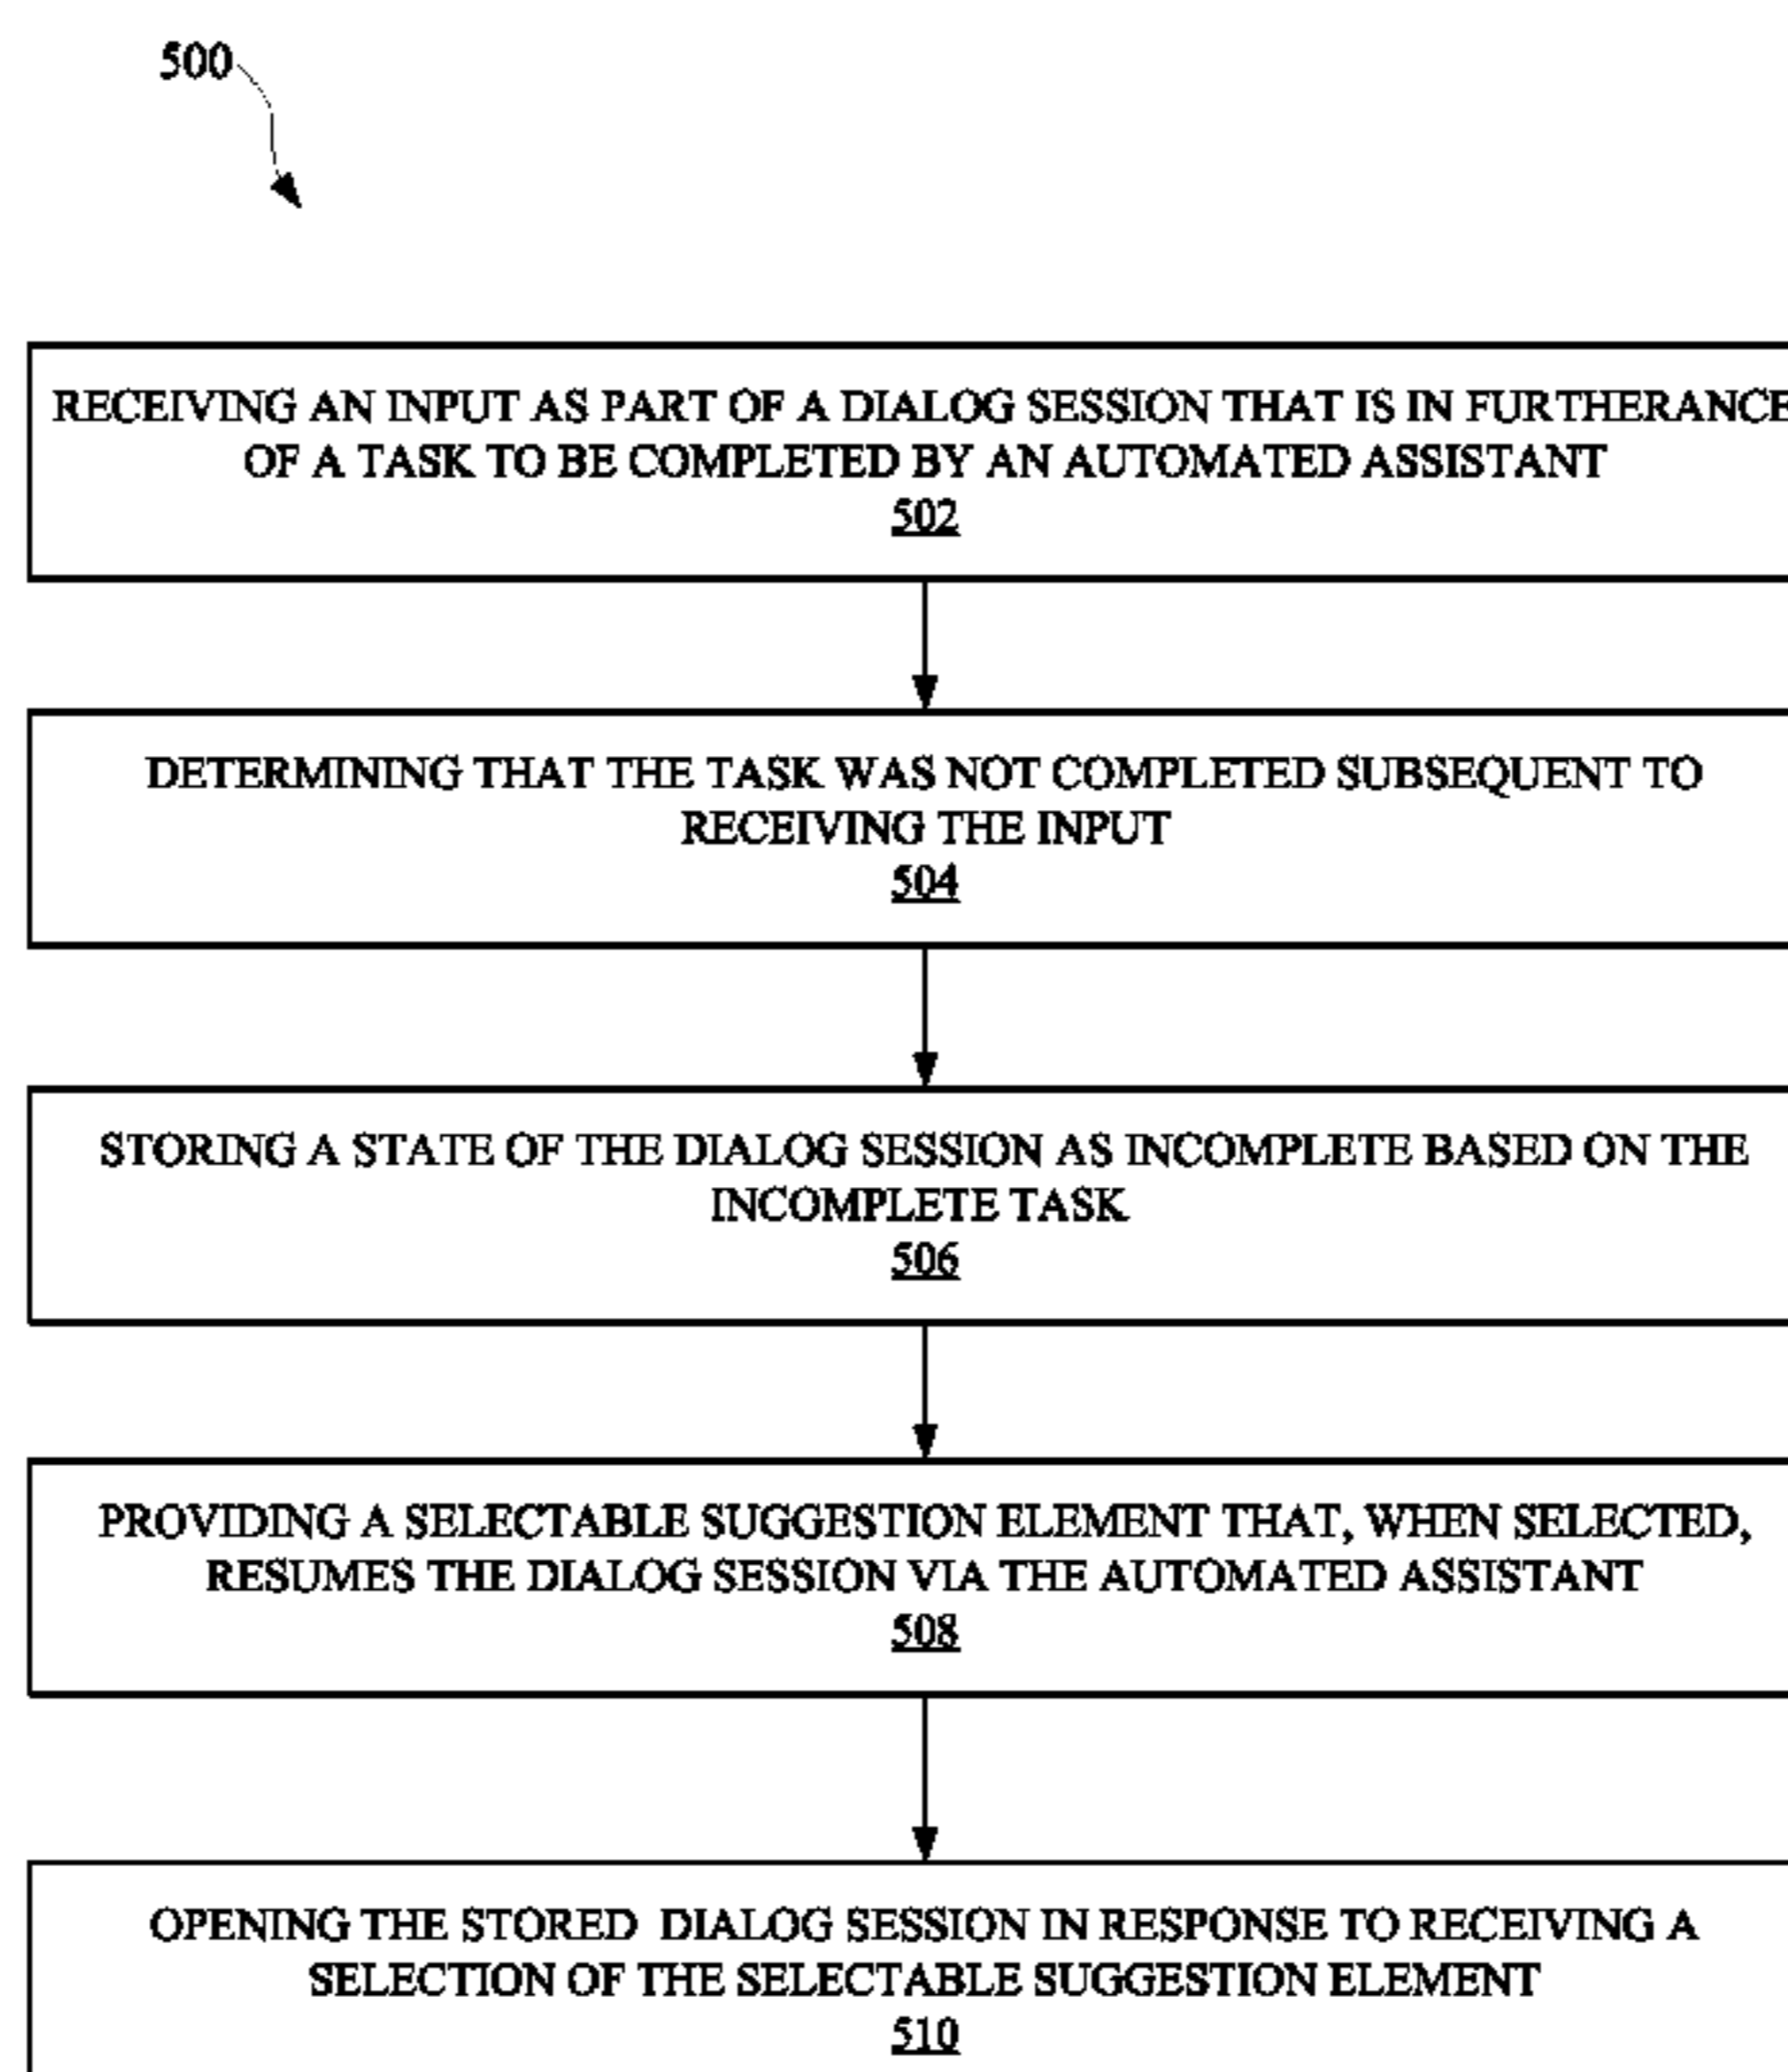 500
RECEIVING AN INPUT AS PART OF A DIALOG SESSION THAT IS IN FURTHERANCE
OF A TASK TO BE COMPLETED BY AN AUTOMATED ASSISTANT
502
DETERMINING THAT THE TASK WAS NOT COMPLETED SUBSEQUENT TO
RECEIVING THE INPUT
504
STORING A STATE OF THE DIALOG SESSION AS INCOMPLETE BASED ON THE
INCOMPLETE TASK
506
PROVIDING A SELECTABLE SUGGESTION ELEMENT THAT, WHEN SELECTED,
RESUMES THE DIALOG SESSION VIA THE AUTOMATED ASSISTANT
508
OPENING THE STORED DIALOG SESSION IN RESPONSE TO RECEIVING A
SELECTION OF THE SELECTABLE SUGGESTION ELEMENT
510